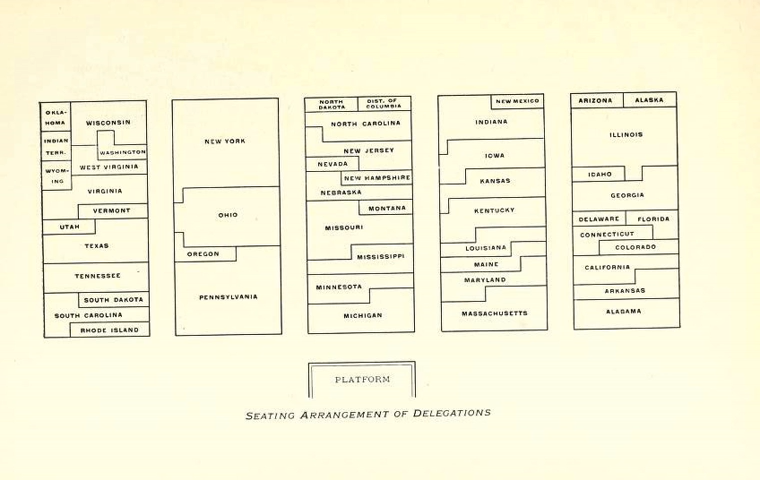 OKLA-
HOMA
WISCONSIN
INDIAN
TERR.
WASHINGTON
WYOM-
ING
WEST VIRGINIA
VIRGINIA
VERMONT
UTAH
TEXAS
TENNESSEE
SOUTH DAKOTA
SOUTH CAROLINA
RHODE ISLAND
NEW YORK
OHIO
OREGON
PENNSYLVANIA
NORTH
DAKOTA
DIST. OF
COLUMBIA
NORTH CAROLINA
NEW JERSEY
NEVADA
NEW HAMPSHIRE
NEBRASKA
MONTANA
MISSOURI
MISSISSIPPI
MINNESOTA
MICHIGAN
NEW MEXICO
INDIANA
IOWA
KANSAS
KENTUCKY
LOUISIANA
MAINE
MARYLAND
MASSACHUSETTS
ARIZONA
ALASKA
ILLINOIS
IDAHO
GEORGIA
DELAWARE
FLORIDA
CONNECTICUT
COLORADO
CALIFORNIA
ARKANSAS
ALABAMA
PLATFORM
SEATING ARRANGEMENT OF DELEGATIONS